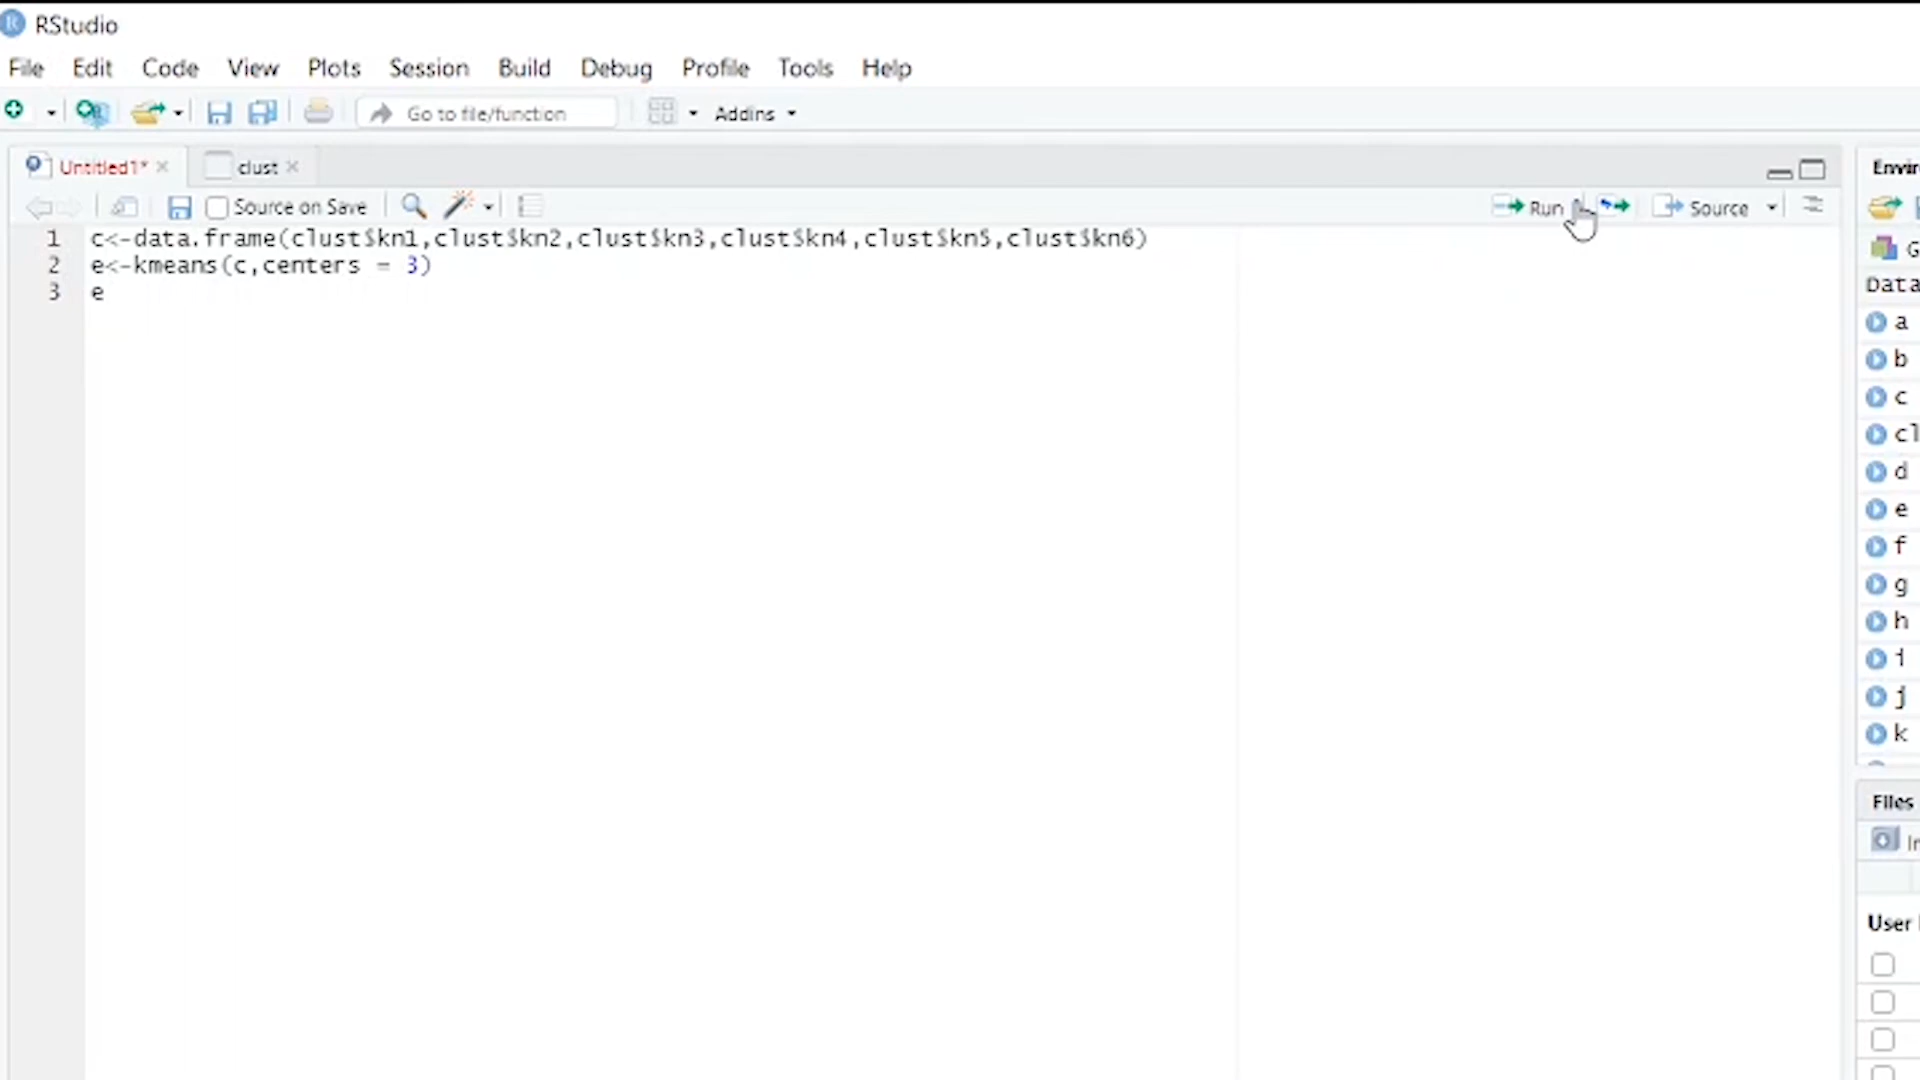 RStudio
File Edit Code View Plots Session Build Debug Profile Tools Help
Go to file/function Addins
Untitled1* clust
Source on Save Run Source
1 c<-data.frame(clust$kn1,clust$kn2,clust$kn3,clust$kn4,clust$kn5,clust$kn6)
2 e<-kmeans(c,centers = 3)
3 e
Envir
G
Data
a
b
c
cl
d
e
f
g
h
i
j
k
Files
In
User